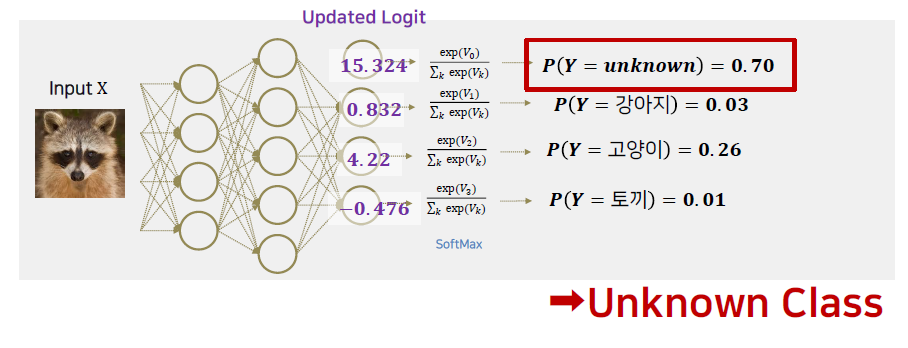 Updated Logit
Input X
15.324
exp(V₀)
∑ₖ exp(Vₖ)
P(Y = unknown) = 0.70
0.832
exp(V₁)
∑ₖ exp(Vₖ)
P(Y = 강아지) = 0.03
4.22
exp(V₂)
∑ₖ exp(Vₖ)
P(Y = 고양이) = 0.26
−0.476
exp(V₃)
∑ₖ exp(Vₖ)
P(Y = 토끼) = 0.01
SoftMax
➡Unknown Class